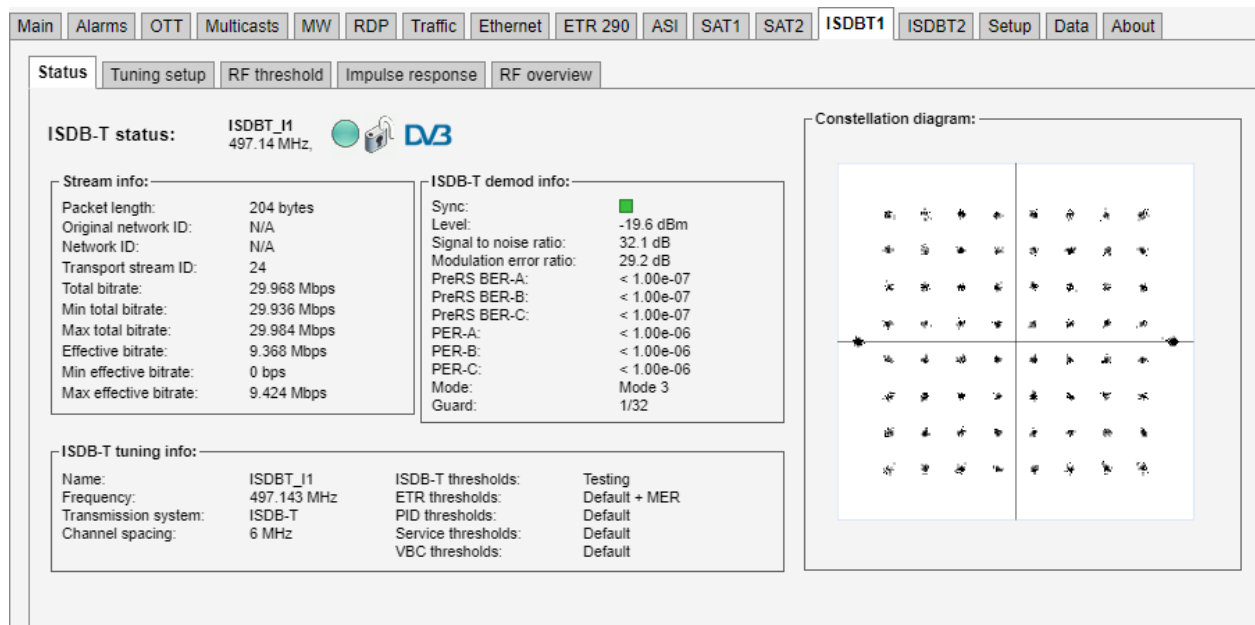 Main Alarms OTT Multicasts MW RDP Traffic Ethernet ETR 290 ASI SAT1 SAT2 ISDBT1 ISDBT2 Setup Data About
Status Tuning setup RF threshold Impulse response RF overview
ISDB-T status:
ISDBT_I1
497.14 MHz,
DVB
Stream info:
Packet length: 204 bytes
Original network ID: N/A
Network ID: N/A
Transport stream ID: 24
Total bitrate: 29.968 Mbps
Min total bitrate: 29.936 Mbps
Max total bitrate: 29.984 Mbps
Effective bitrate: 9.368 Mbps
Min effective bitrate: 0 bps
Max effective bitrate: 9.424 Mbps
ISDB-T demod info:
Sync:
Level: -19.6 dBm
Signal to noise ratio: 32.1 dB
Modulation error ratio: 29.2 dB
PreRS BER-A: < 1.00e-07
PreRS BER-B: < 1.00e-07
PreRS BER-C: < 1.00e-07
PER-A: < 1.00e-06
PER-B: < 1.00e-06
PER-C: < 1.00e-06
Mode: Mode 3
Guard: 1/32
ISDB-T tuning info:
Name: ISDBT_I1
Frequency: 497.143 MHz
Transmission system: ISDB-T
Channel spacing: 6 MHz
ISDB-T thresholds: Testing
ETR thresholds: Default + MER
PID thresholds: Default
Service thresholds: Default
VBC thresholds: Default
Constellation diagram: